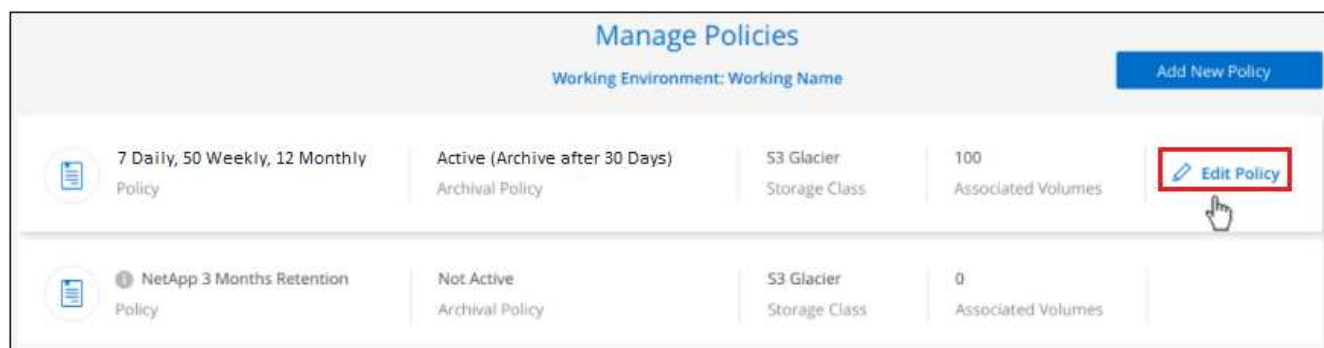 Manage Policies
Working Environment: Working Name
Add New Policy
7 Daily, 50 Weekly, 12 Monthly
Policy
Active (Archive after 30 Days)
Archival Policy
S3 Glacier
Storage Class
100
Associated Volumes
Edit Policy
NetApp 3 Months Retention
Policy
Not Active
Archival Policy
S3 Glacier
Storage Class
0
Associated Volumes